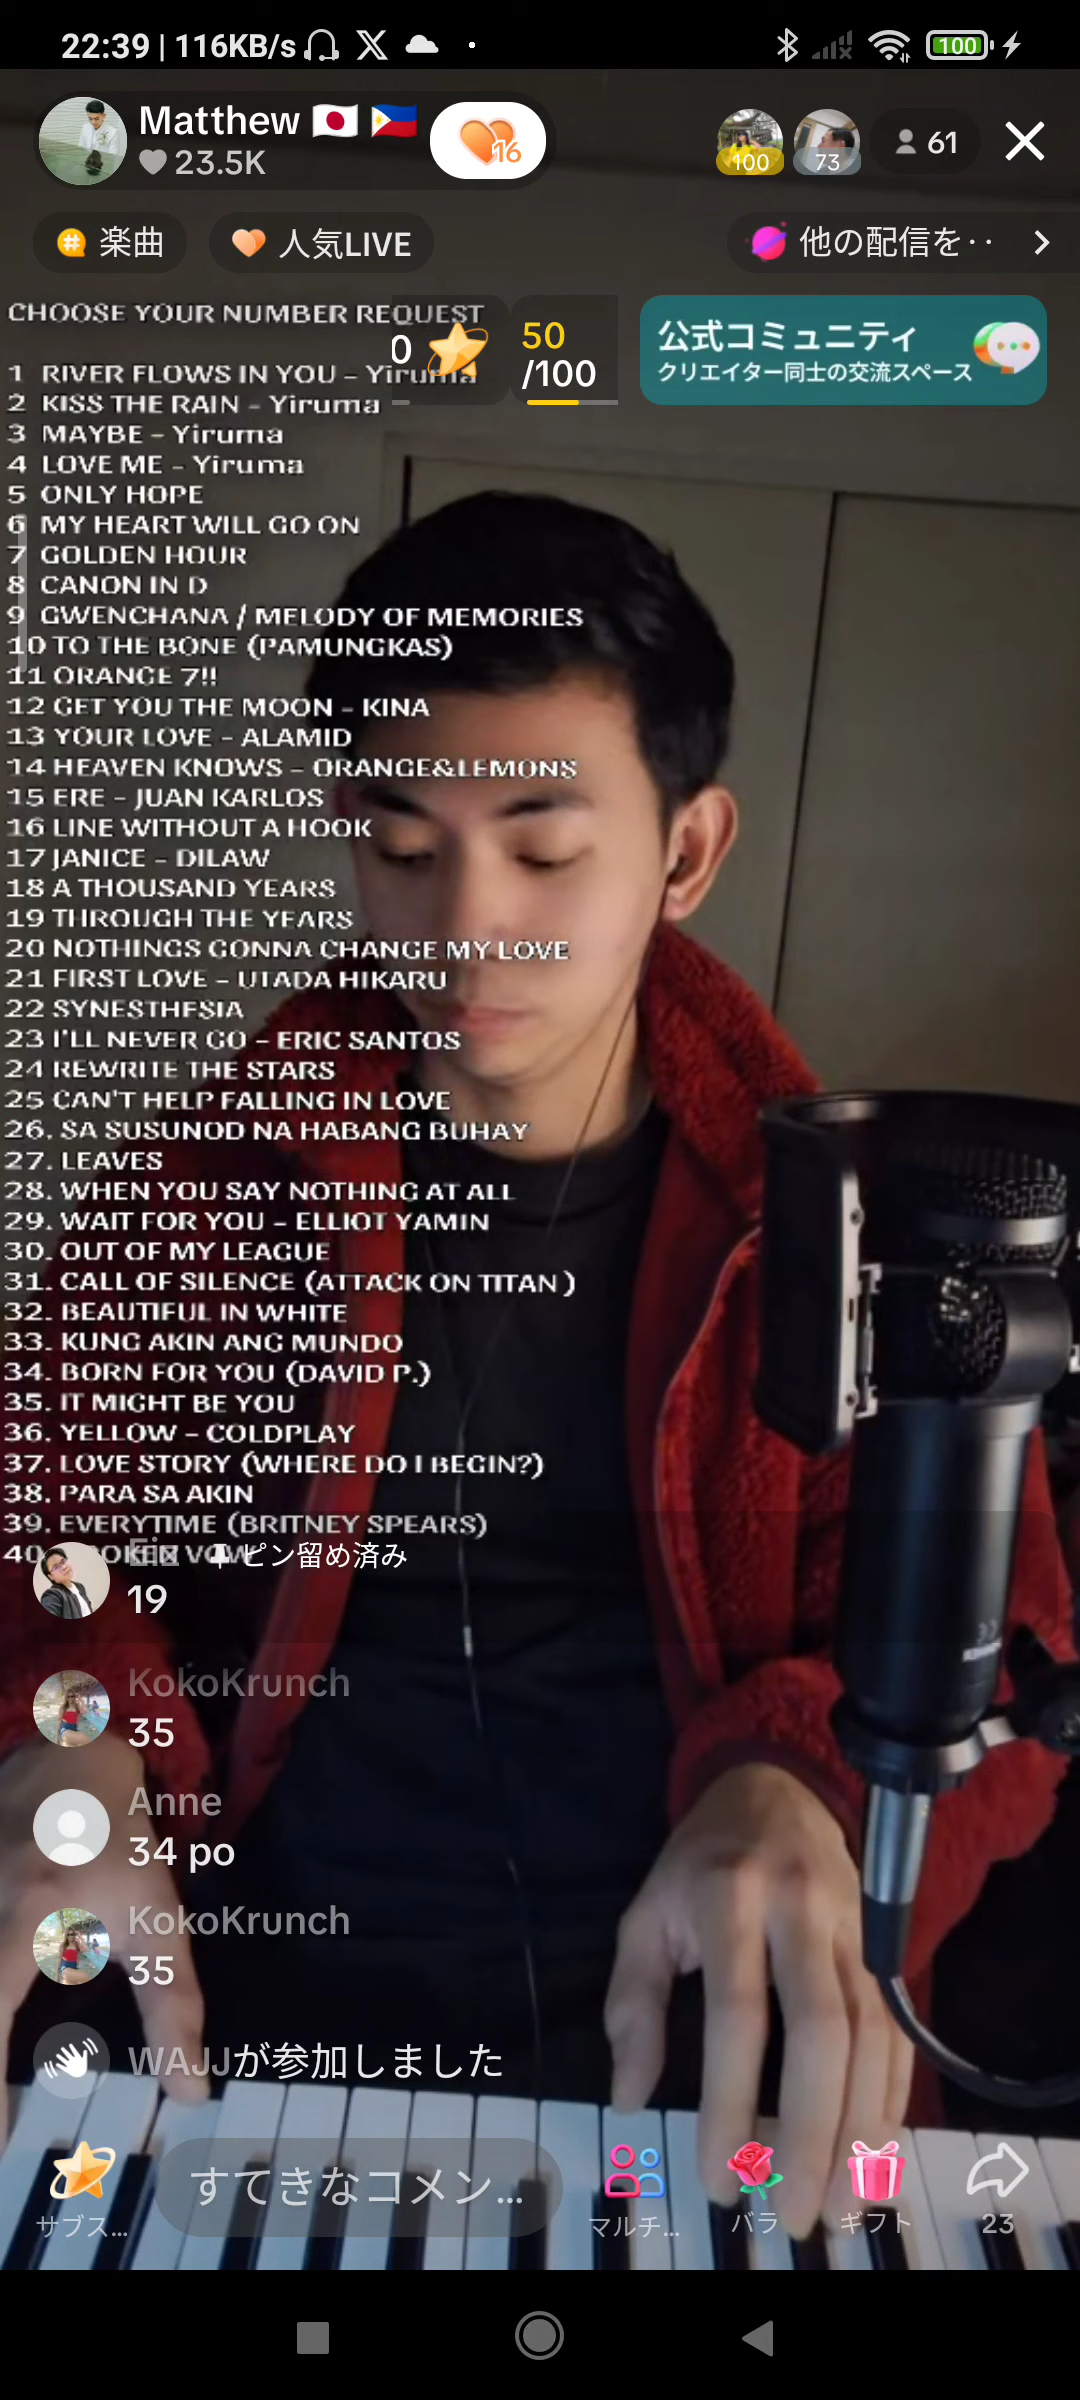 22:39 | 116KB/s
100
Matthew 🇯🇵 🇵🇭
23.5K
16
100
73
61
楽曲
人気LIVE
他の配信を‥
CHOOSE YOUR NUMBER REQUEST
0
50
/100
公式コミュニティ
クリエイター同士の交流スペース
1 RIVER FLOWS IN YOU – Yiruma
2 KISS THE RAIN – Yiruma
3 MAYBE – Yiruma
4 LOVE ME – Yiruma
5 ONLY HOPE
6 MY HEART WILL GO ON
7 GOLDEN HOUR
8 CANON IN D
9 GWENCHANA / MELODY OF MEMORIES
10 TO THE BONE (PAMUNGKAS)
11 ORANGE 7!!
12 GET YOU THE MOON – KINA
13 YOUR LOVE – ALAMID
14 HEAVEN KNOWS – ORANGE&LEMONS
15 ERE – JUAN KARLOS
16 LINE WITHOUT A HOOK
17 JANICE – DILAW
18 A THOUSAND YEARS
19 THROUGH THE YEARS
20 NOTHINGS GONNA CHANGE MY LOVE
21 FIRST LOVE – UTADA HIKARU
22 SYNESTHESIA
23 I'LL NEVER GO – ERIC SANTOS
24 REWRITE THE STARS
25 CAN'T HELP FALLING IN LOVE
26. SA SUSUNOD NA HABANG BUHAY
27. LEAVES
28. WHEN YOU SAY NOTHING AT ALL
29. WAIT FOR YOU – ELLIOT YAMIN
30. OUT OF MY LEAGUE
31. CALL OF SILENCE (ATTACK ON TITAN )
32. BEAUTIFUL IN WHITE
33. KUNG AKIN ANG MUNDO
34. BORN FOR YOU (DAVID P.)
35. IT MIGHT BE YOU
36. YELLOW – COLDPLAY
37. LOVE STORY (WHERE DO I BEGIN?)
38. PARA SA AKIN
39. EVERYTIME (BRITNEY SPEARS)
40
ピン留め済み
19
KokoKrunch
35
Anne
34 po
KokoKrunch
35
WAJJが参加しました
サブス...
すてきなコメン...
マルチ...
バラ
ギフト
23